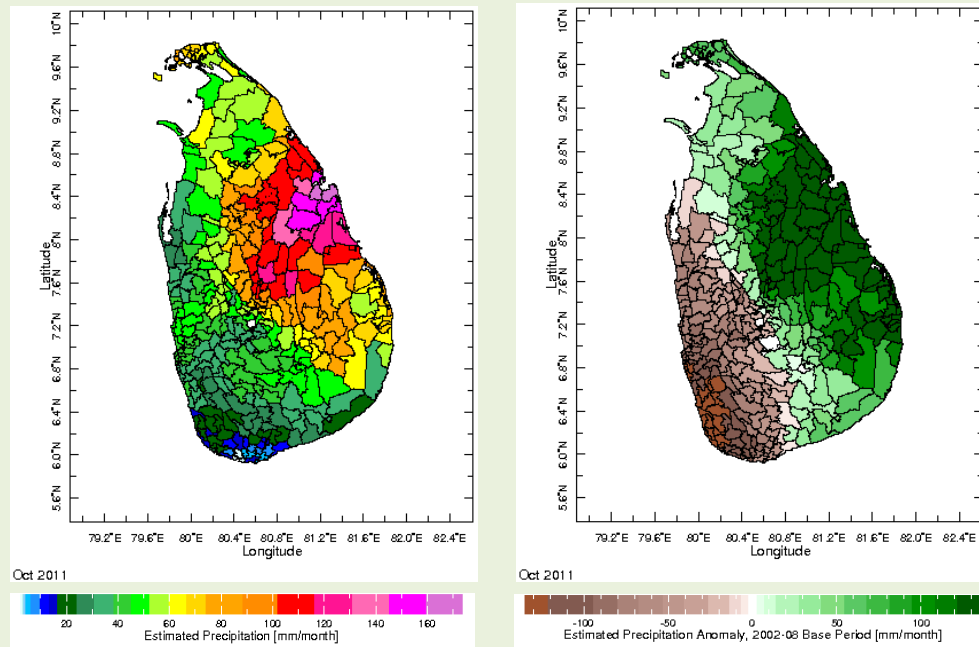 10°N
9.6°N
9.2°N
8.8°N
8.4°N
8°N
7.6°N
7.2°N
6.8°N
6.4°N
6.0°N
5.6°N
Latitude
79.2°E 79.6°E 80°E 80.4°E 80.8°E 81.2°E 81.6°E 82.0°E 82.4°E
Longitude
Oct 2011
20 40 60 80 100 120 140 160
Estimated Precipitation [mm/month]
10°N
9.6°N
9.2°N
8.8°N
8.4°N
8°N
7.6°N
7.2°N
6.8°N
6.4°N
6.0°N
5.6°N
Latitude
79.2°E 79.6°E 80°E 80.4°E 80.8°E 81.2°E 81.6°E 82.0°E 82.4°E
Longitude
Oct 2011
-100 -50 0 50 100
Estimated Precipitation Anomaly, 2002-08 Base Period [mm/month]